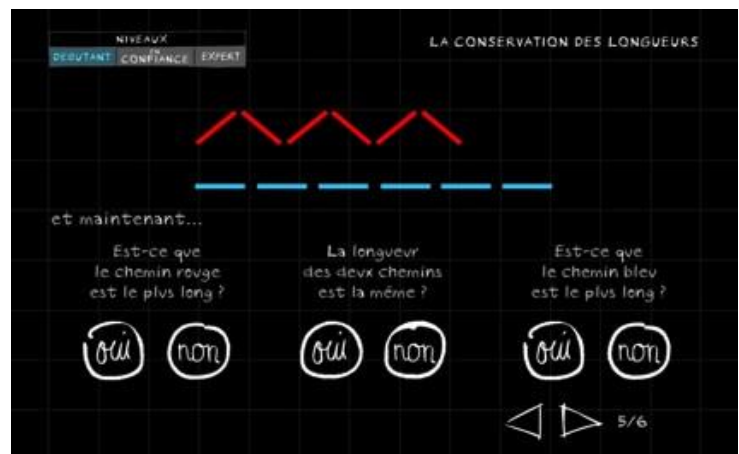 NIVEAUX
DEBUTANT EN CONFIANCE EXPERT
LA CONSERVATION DES LONGUEURS
et maintenant...
Est-ce que
le chemin rouge
est le plus long ?
oui non
La longueur
des deux chemins
est la même ?
oui non
Est-ce que
le chemin bleu
est le plus long ?
oui non
5/6